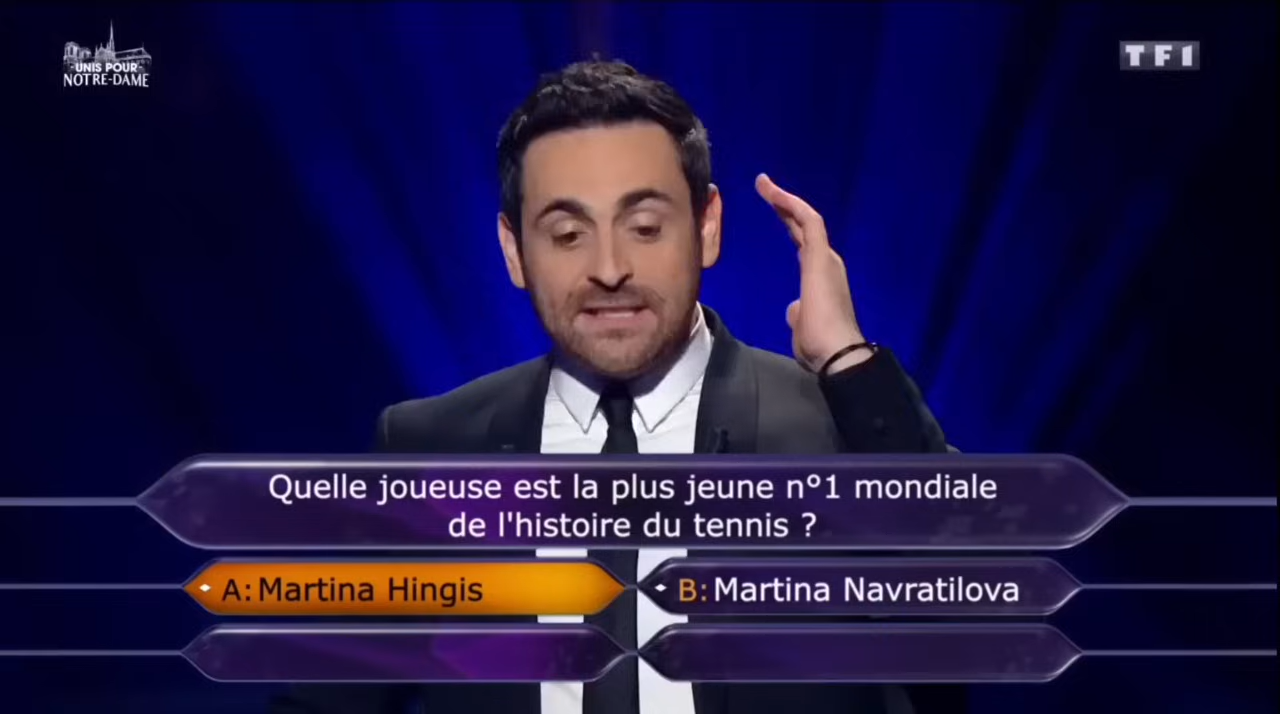 UNIS POUR
NOTRE-DAME
TF1
Quelle joueuse est la plus jeune n°1 mondiale
de l'histoire du tennis ?
A: Martina Hingis
B: Martina Navratilova